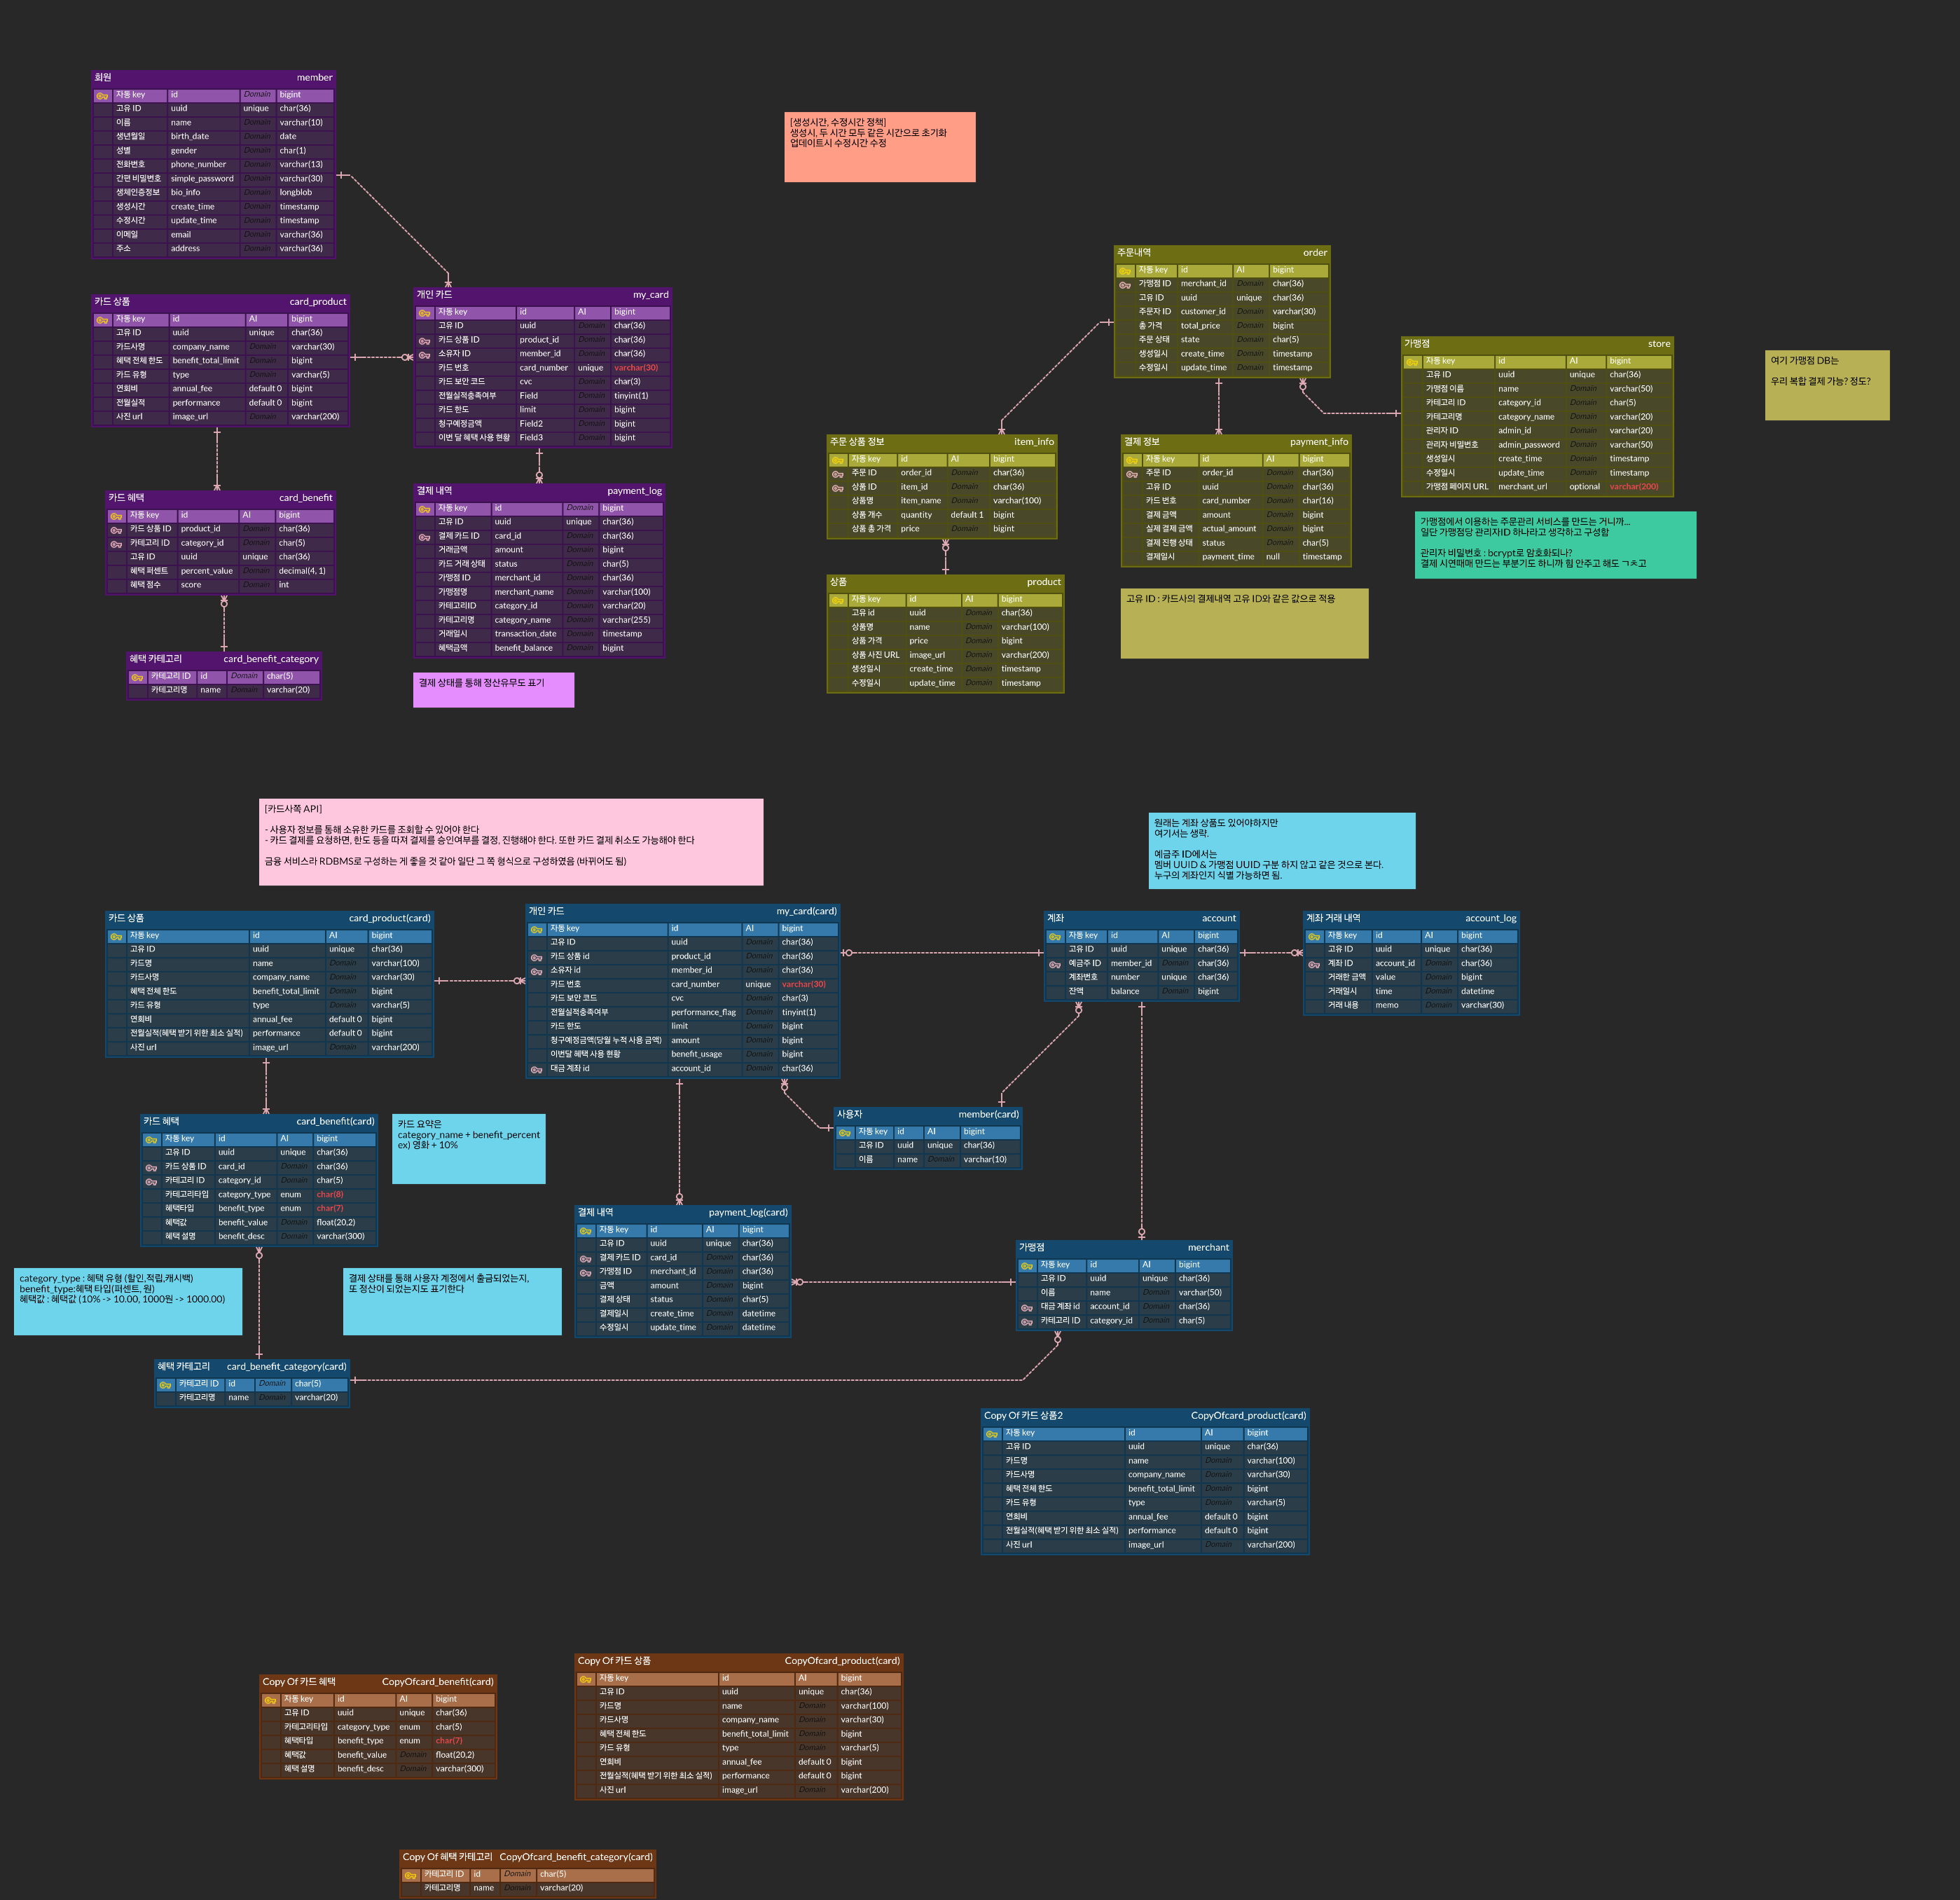 회원 member
자동 key id Domain bigint
고유 ID uuid unique char(36)
이름 name Domain varchar(10)
생년월일 birth_date Domain date
성별 gender Domain char(1)
전화번호 phone_number Domain varchar(13)
간편 비밀번호 simple_password Domain varchar(30)
생체인증정보 bio_info Domain longblob
생성시간 create_time Domain timestamp
수정시간 update_time Domain timestamp
이메일 email Domain varchar(36)
주소 address Domain varchar(36)
[생성시간, 수정시간 정책]
생성시, 두 시간 모두 같은 시간으로 초기화
업데이트시 수정시간 수정
카드 상품 card_product
자동 key id AI bigint
고유 ID uuid unique char(36)
카드사명 company_name Domain varchar(30)
혜택 전체 한도 benefit_total_limit Domain bigint
카드 유형 type Domain varchar(5)
연회비 annual_fee default 0 bigint
전월실적 performance default 0 bigint
사진 url image_url Domain varchar(200)
개인 카드 my_card
자동 key id AI bigint
고유 ID uuid Domain char(36)
카드 상품 ID product_id Domain char(36)
소유자 ID member_id Domain char(36)
카드 번호 card_number unique varchar(30)
카드 보안 코드 cvc Domain char(3)
전월실적충족여부 Field Domain tinyint(1)
카드 한도 limit Domain bigint
청구예정금액 Field2 Domain bigint
이번 달 혜택 사용 현황 Field3 Domain bigint
카드 혜택 card_benefit
자동 key id AI bigint
카드 상품 ID product_id Domain char(36)
카테고리 ID category_id Domain char(5)
고유 ID uuid unique char(36)
혜택 퍼센트 percent_value Domain decimal(4, 1)
혜택 점수 score Domain int
혜택 카테고리 card_benefit_category
카테고리 ID id Domain char(5)
카테고리명 name Domain varchar(20)
결제 내역 payment_log
자동 key id Domain bigint
고유 ID uuid unique char(36)
결제 카드 ID card_id Domain char(36)
거래금액 amount Domain bigint
카드 거래 상태 status Domain char(5)
가맹점 ID merchant_id Domain char(36)
가맹점명 merchant_name Domain varchar(100)
카테고리ID category_id Domain varchar(20)
카테고리명 category_name Domain varchar(255)
거래일시 transaction_date Domain timestamp
혜택금액 benefit_balance Domain bigint
결제 상태를 통해 정산유무도 표기
주문내역 order
자동 key id AI bigint
가맹점 ID merchant_id Domain char(36)
고유 ID uuid unique char(36)
주문자 ID customer_id Domain varchar(30)
총 가격 total_price Domain bigint
주문 상태 state Domain char(5)
생성일시 create_time Domain timestamp
수정일시 update_time Domain timestamp
가맹점 store
자동 key id AI bigint
고유 ID uuid unique char(36)
가맹점 이름 name Domain varchar(50)
카테고리 ID category_id Domain char(5)
카테고리명 category_name Domain varchar(20)
관리자 ID admin_id Domain varchar(20)
관리자 비밀번호 admin_password Domain varchar(50)
생성일시 create_time Domain timestamp
수정일시 update_time Domain timestamp
가맹점 페이지 URL merchant_url optional varchar(200)
여기 가맹점 DB는
우리 복합 결제 가능? 정도?
주문 상품 정보 item_info
자동 key id AI bigint
주문 ID order_id Domain char(36)
상품 ID item_id Domain char(36)
상품명 item_name Domain varchar(100)
상품 개수 quantity default 1 bigint
상품 총 가격 price Domain bigint
결제 정보 payment_info
자동 key id AI bigint
주문 ID order_id Domain char(36)
고유 ID uuid Domain char(36)
카드 번호 card_number Domain char(16)
결제 금액 amount Domain bigint
실제 결제 금액 actual_amount Domain bigint
결제 진행 상태 status Domain char(5)
결제일시 payment_time null timestamp
가맹점에서 이용하는 주문관리 서비스를 만드는 거니까...
일단 가맹점당 관리자ID 하나라고 생각하고 구성함
관리자 비밀번호 : bcrypt로 암호화되나?
결제 시연때매 만드는 부분기도 하니까 힘 안주고 해도 ㄱㅊ고
상품 product
자동 key id AI bigint
고유 id uuid Domain char(36)
상품명 name Domain varchar(100)
상품 가격 price Domain bigint
상품 사진 URL image_url Domain varchar(200)
생성일시 create_time Domain timestamp
수정일시 update_time Domain timestamp
고유 ID : 카드사의 결제내역 고유 ID와 같은 값으로 적용
[카드사쪽 API]
- 사용자 정보를 통해 소유한 카드를 조회할 수 있어야 한다
- 카드 결제를 요청하면, 한도 등을 따져 결제를 승인여부를 결정, 진행해야 한다. 또한 카드 결제 취소도 가능해야 한다
금융 서비스라 RDBMS로 구성하는 게 좋을 것 같아 일단 그 쪽 형식으로 구성하였음 (바뀌어도 됨)
원래는 계좌 상품도 있어야하지만
여기서는 생략.
예금주 ID에서는
멤버 UUID & 가맹점 UUID 구분 하지 않고 같은 것으로 본다.
누구의 계좌인지 식별 가능하면 됨.
카드 상품 card_product(card)
자동 key id AI bigint
고유 ID uuid unique char(36)
카드명 name Domain varchar(100)
카드사명 company_name Domain varchar(30)
혜택 전체 한도 benefit_total_limit Domain bigint
카드 유형 type Domain varchar(5)
연회비 annual_fee default 0 bigint
전월실적(혜택 받기 위한 최소 실적) performance default 0 bigint
사진 url image_url Domain varchar(200)
개인 카드 my_card(card)
자동 key id AI bigint
고유 ID uuid Domain char(36)
카드 상품 id product_id Domain char(36)
소유자 id member_id Domain char(36)
카드 번호 card_number unique varchar(30)
카드 보안 코드 cvc Domain char(3)
전월실적충족여부 performance_flag Domain tinyint(1)
카드 한도 limit Domain bigint
청구예정금액(당월 누적 사용 금액) amount Domain bigint
이번달 혜택 사용 현황 benefit_usage Domain bigint
대금 계좌 id account_id Domain char(36)
계좌 account
자동 key id AI bigint
고유 ID uuid unique char(36)
예금주 ID member_id Domain char(36)
계좌번호 number unique char(36)
잔액 balance Domain bigint
계좌 거래 내역 account_log
자동 key id AI bigint
고유 ID uuid unique char(36)
계좌 ID account_id Domain char(36)
거래한 금액 value Domain bigint
거래일시 time Domain datetime
거래 내용 memo Domain varchar(30)
카드 혜택 card_benefit(card)
자동 key id AI bigint
고유 ID uuid unique char(36)
카드 상품 ID card_id Domain char(36)
카테고리 ID category_id Domain char(5)
카테고리타입 category_type enum char(8)
혜택타입 benefit_type enum char(7)
혜택값 benefit_value Domain float(20,2)
혜택 설명 benefit_desc Domain varchar(300)
카드 요약은
category_name + benefit_percent
ex) 영화 + 10%
사용자 member(card)
자동 key id AI bigint
고유 ID uuid unique char(36)
이름 name Domain varchar(10)
결제 내역 payment_log(card)
자동 key id AI bigint
고유 ID uuid unique char(36)
결제 카드 ID card_id Domain char(36)
가맹점 ID merchant_id Domain char(36)
금액 amount Domain bigint
결제 상태 status Domain char(5)
결제일시 create_time Domain datetime
수정일시 update_time Domain datetime
가맹점 merchant
자동 key id AI bigint
고유 ID uuid unique char(36)
이름 name Domain varchar(50)
대금 계좌 id account_id Domain char(36)
카테고리 ID category_id Domain char(5)
category_type : 혜택 유형 (할인,적립,캐시백)
benefit_type:혜택 타입(퍼센트, 원)
혜택값 : 혜택값 (10% -> 10.00, 1000원 -> 1000.00)
결제 상태를 통해 사용자 계정에서 출금되었는지,
또 정산이 되었는지도 표기한다
혜택 카테고리 card_benefit_category(card)
카테고리 ID id Domain char(5)
카테고리명 name Domain varchar(20)
Copy Of 카드 상품2 CopyOfcard_product(card)
자동 key id AI bigint
고유 ID uuid unique char(36)
카드명 name Domain varchar(100)
카드사명 company_name Domain varchar(30)
혜택 전체 한도 benefit_total_limit Domain bigint
카드 유형 type Domain varchar(5)
연회비 annual_fee default 0 bigint
전월실적(혜택 받기 위한 최소 실적) performance default 0 bigint
사진 url image_url Domain varchar(200)
Copy Of 카드 혜택 CopyOfcard_benefit(card)
자동 key id AI bigint
고유 ID uuid unique char(36)
카테고리타입 category_type enum char(5)
혜택타입 benefit_type enum char(7)
혜택값 benefit_value Domain float(20,2)
혜택 설명 benefit_desc Domain varchar(300)
Copy Of 카드 상품 CopyOfcard_product(card)
자동 key id AI bigint
고유 ID uuid unique char(36)
카드명 name Domain varchar(100)
카드사명 company_name Domain varchar(30)
혜택 전체 한도 benefit_total_limit Domain bigint
카드 유형 type Domain varchar(5)
연회비 annual_fee default 0 bigint
전월실적(혜택 받기 위한 최소 실적) performance default 0 bigint
사진 url image_url Domain varchar(200)
Copy Of 혜택 카테고리 CopyOfcard_benefit_category(card)
카테고리 ID id Domain char(5)
카테고리명 name Domain varchar(20)